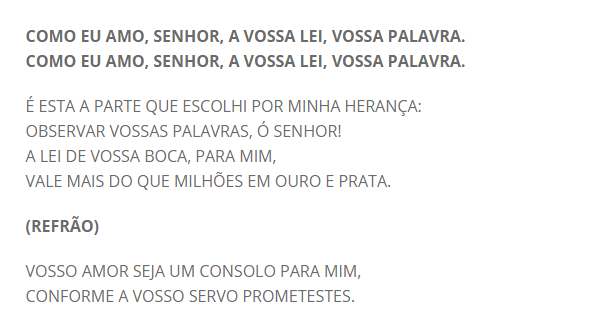 COMO EU AMO, SENHOR, A VOSSA LEI, VOSSA PALAVRA.
COMO EU AMO, SENHOR, A VOSSA LEI, VOSSA PALAVRA.
É ESTA A PARTE QUE ESCOLHI POR MINHA HERANÇA:
OBSERVAR VOSSAS PALAVRAS, Ó SENHOR!
A LEI DE VOSSA BOCA, PARA MIM,
VALE MAIS DO QUE MILHÕES EM OURO E PRATA.
(REFRÃO)
VOSSO AMOR SEJA UM CONSOLO PARA MIM,
CONFORME A VOSSO SERVO PROMETESTES.